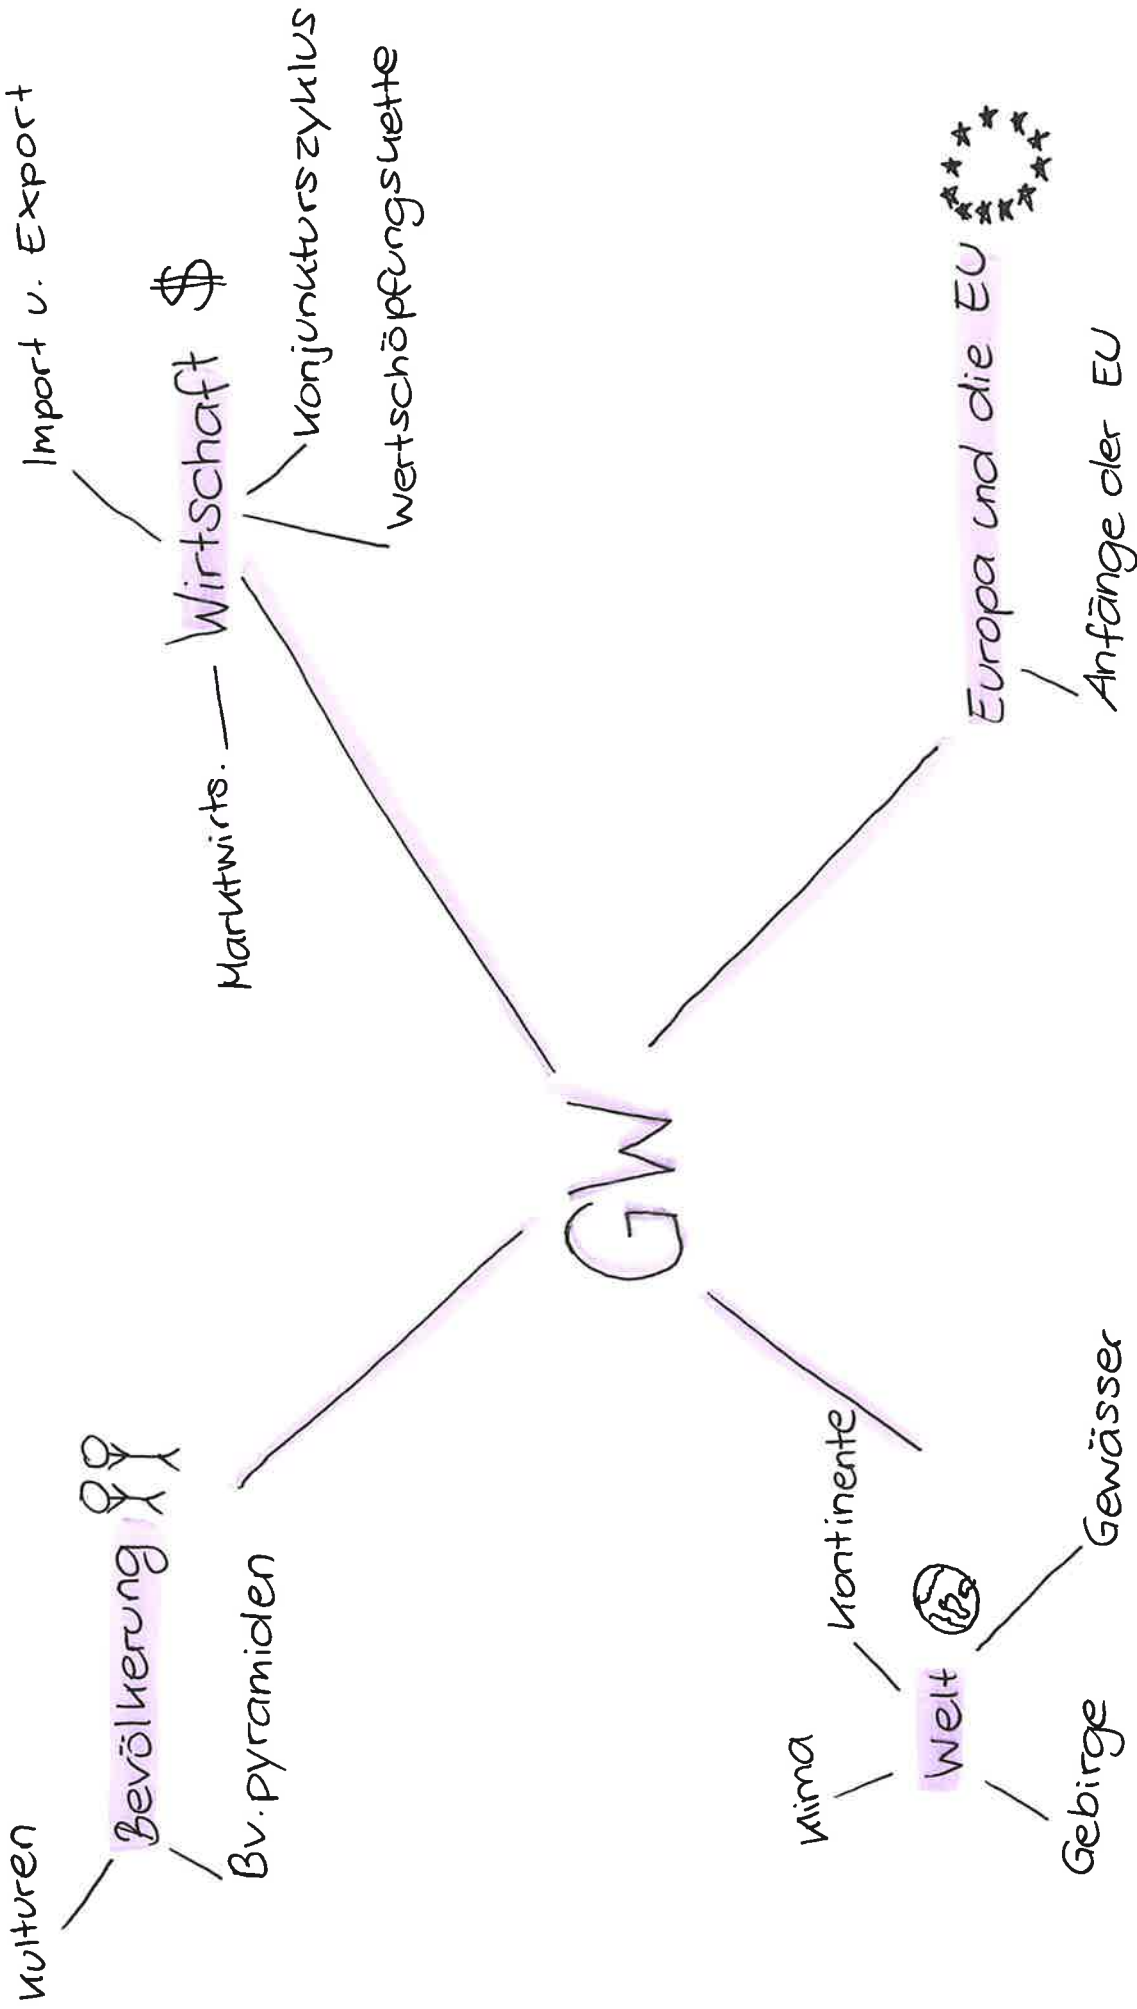 Kulturen
Bevölkerung
Bv.pyramiden
Import u. Export
Wirtschaft $
Marktwirts.
Konjunkturszyklus
Wertschöpfungskette
GW
Klima
Kontinente
Welt
Gebirge
Gewässer
Europa und die EU
Anfänge der EU